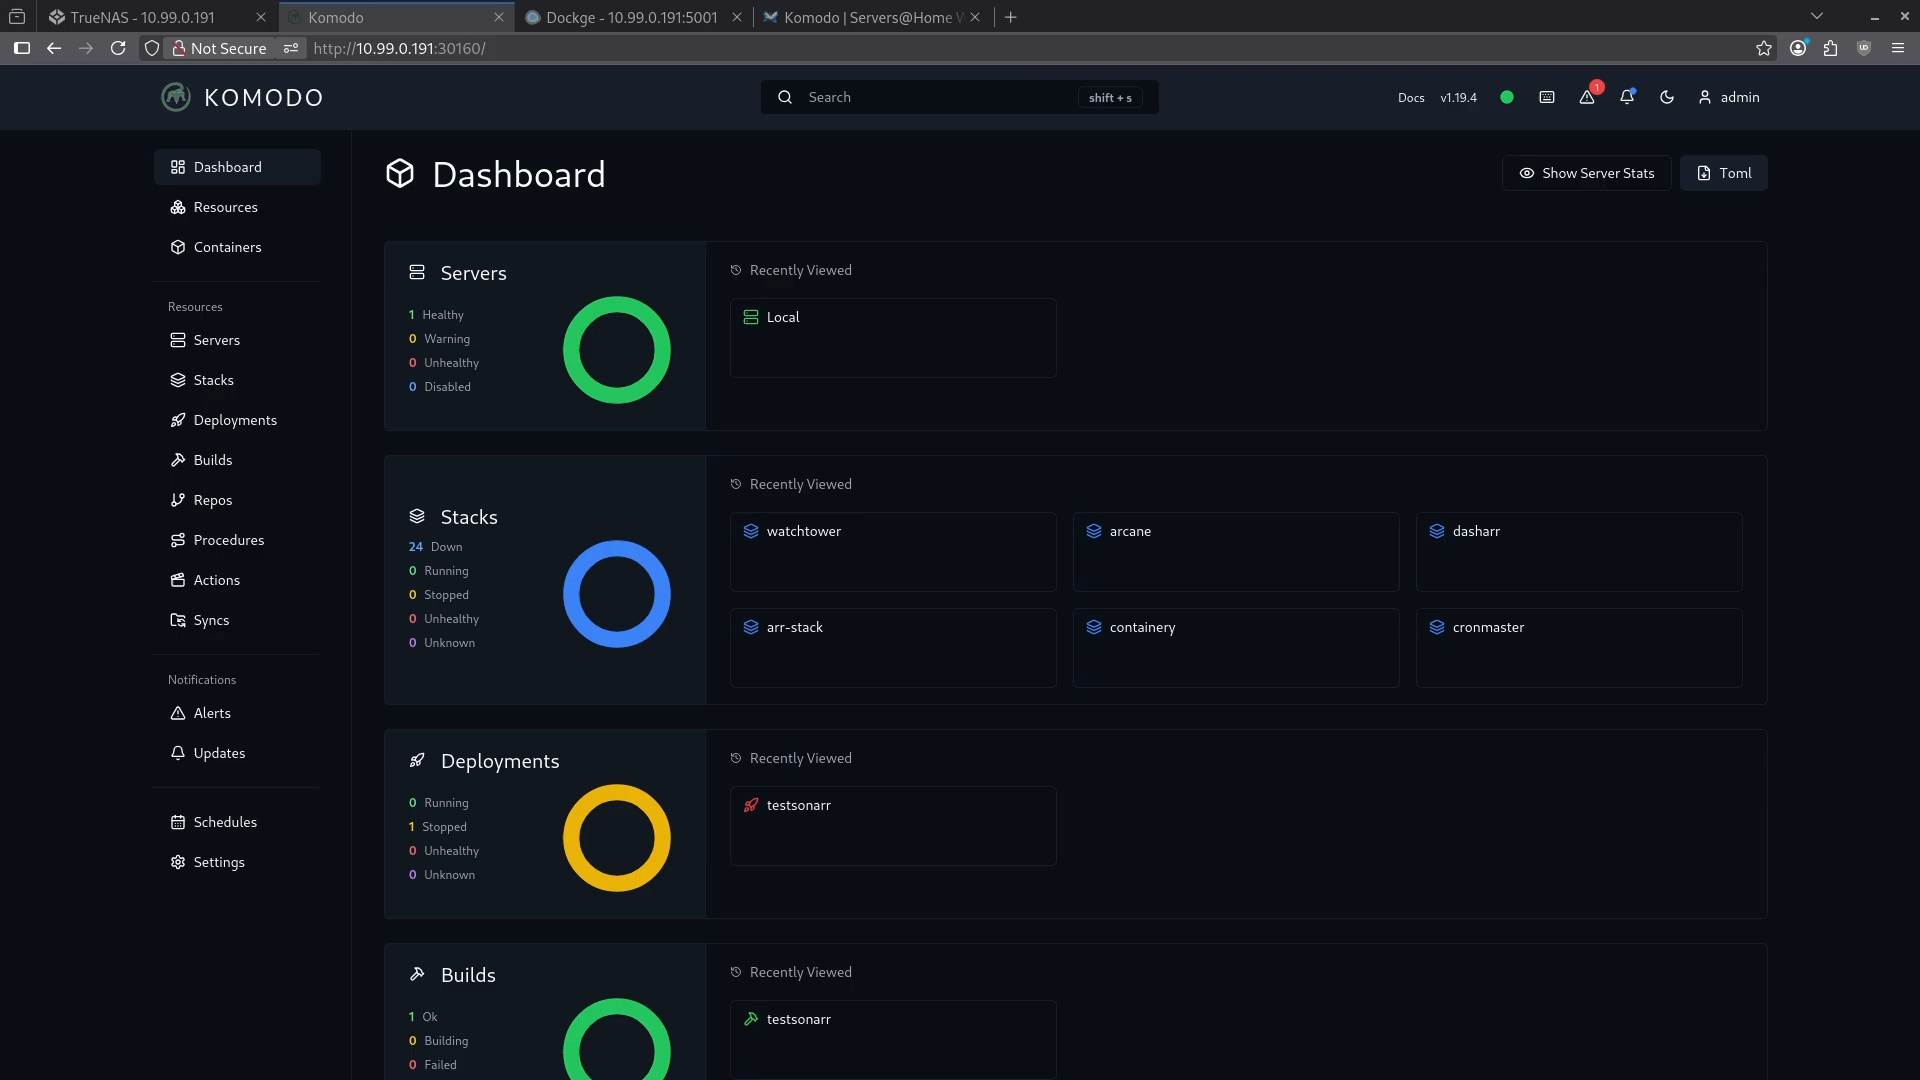 TrueNAS - 10.99.0.191
Komodo
Dockge - 10.99.0.191:5001
Komodo | Servers@Home
Not Secure
http://10.99.0.191:30160/
KOMODO
Search
shift + s
Docs
v1.19.4
1
admin
Dashboard
Resources
Containers
Resources
Servers
Stacks
Deployments
Builds
Repos
Procedures
Actions
Syncs
Notifications
Alerts
Updates
Schedules
Settings
Dashboard
Show Server Stats
Toml
Servers
1 Healthy
0 Warning
0 Unhealthy
0 Disabled
Recently Viewed
Local
Stacks
24 Down
0 Running
0 Stopped
0 Unhealthy
0 Unknown
Recently Viewed
watchtower
arcane
dasharr
arr-stack
containery
cronmaster
Deployments
0 Running
1 Stopped
0 Unhealthy
0 Unknown
Recently Viewed
testsonarr
Builds
1 Ok
0 Building
0 Failed
Recently Viewed
testsonarr